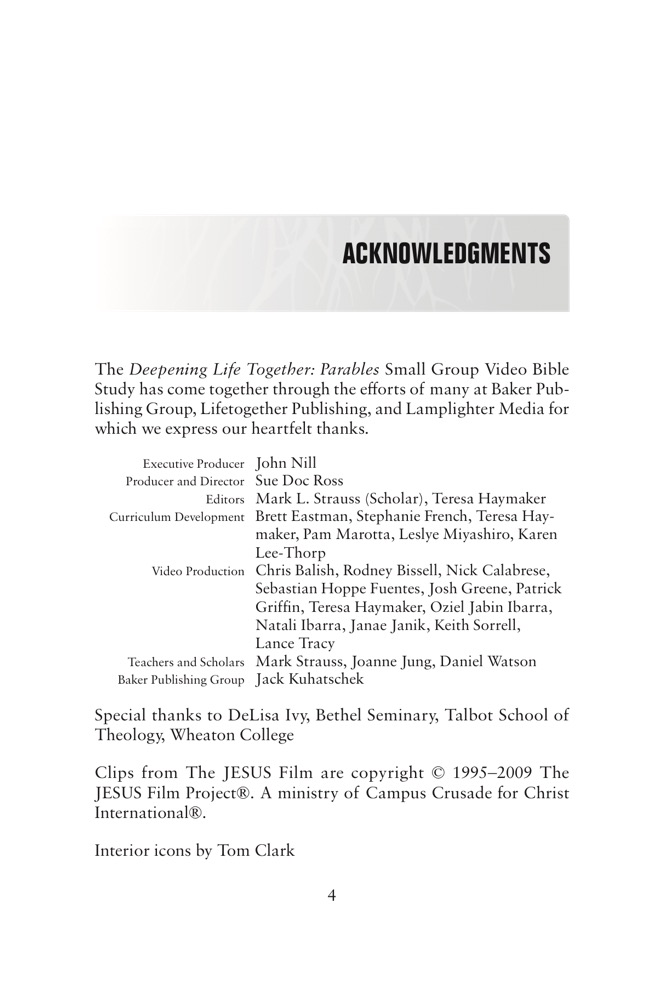 ACKNOWLEDGMENTS
The Deepening Life Together: Parables Small Group Video Bible
Study has come together through the efforts of many at Baker Pub-
lishing Group, Lifetogether Publishing, and Lamplighter Media for
which we express our heartfelt thanks.
Executive Producer John Nill
Producer and Director Sue Doc Ross
Editors Mark L. Strauss (Scholar), Teresa Haymaker
Curriculum Development Brett Eastman, Stephanie French, Teresa Hay-
maker, Pam Marotta, Leslye Miyashiro, Karen
Lee-Thorp
Video Production Chris Balish, Rodney Bissell, Nick Calabrese,
Sebastian Hoppe Fuentes, Josh Greene, Patrick
Griffin, Teresa Haymaker, Oziel Jabin Ibarra,
Natali Ibarra, Janae Janik, Keith Sorrell,
Lance Tracy
Teachers and Scholars Mark Strauss, Joanne Jung, Daniel Watson
Baker Publishing Group Jack Kuhatschek
Special thanks to DeLisa Ivy, Bethel Seminary, Talbot School of
Theology, Wheaton College
Clips from The JESUS Film are copyright © 1995–2009 The
JESUS Film Project®. A ministry of Campus Crusade for Christ
International®.
Interior icons by Tom Clark
4